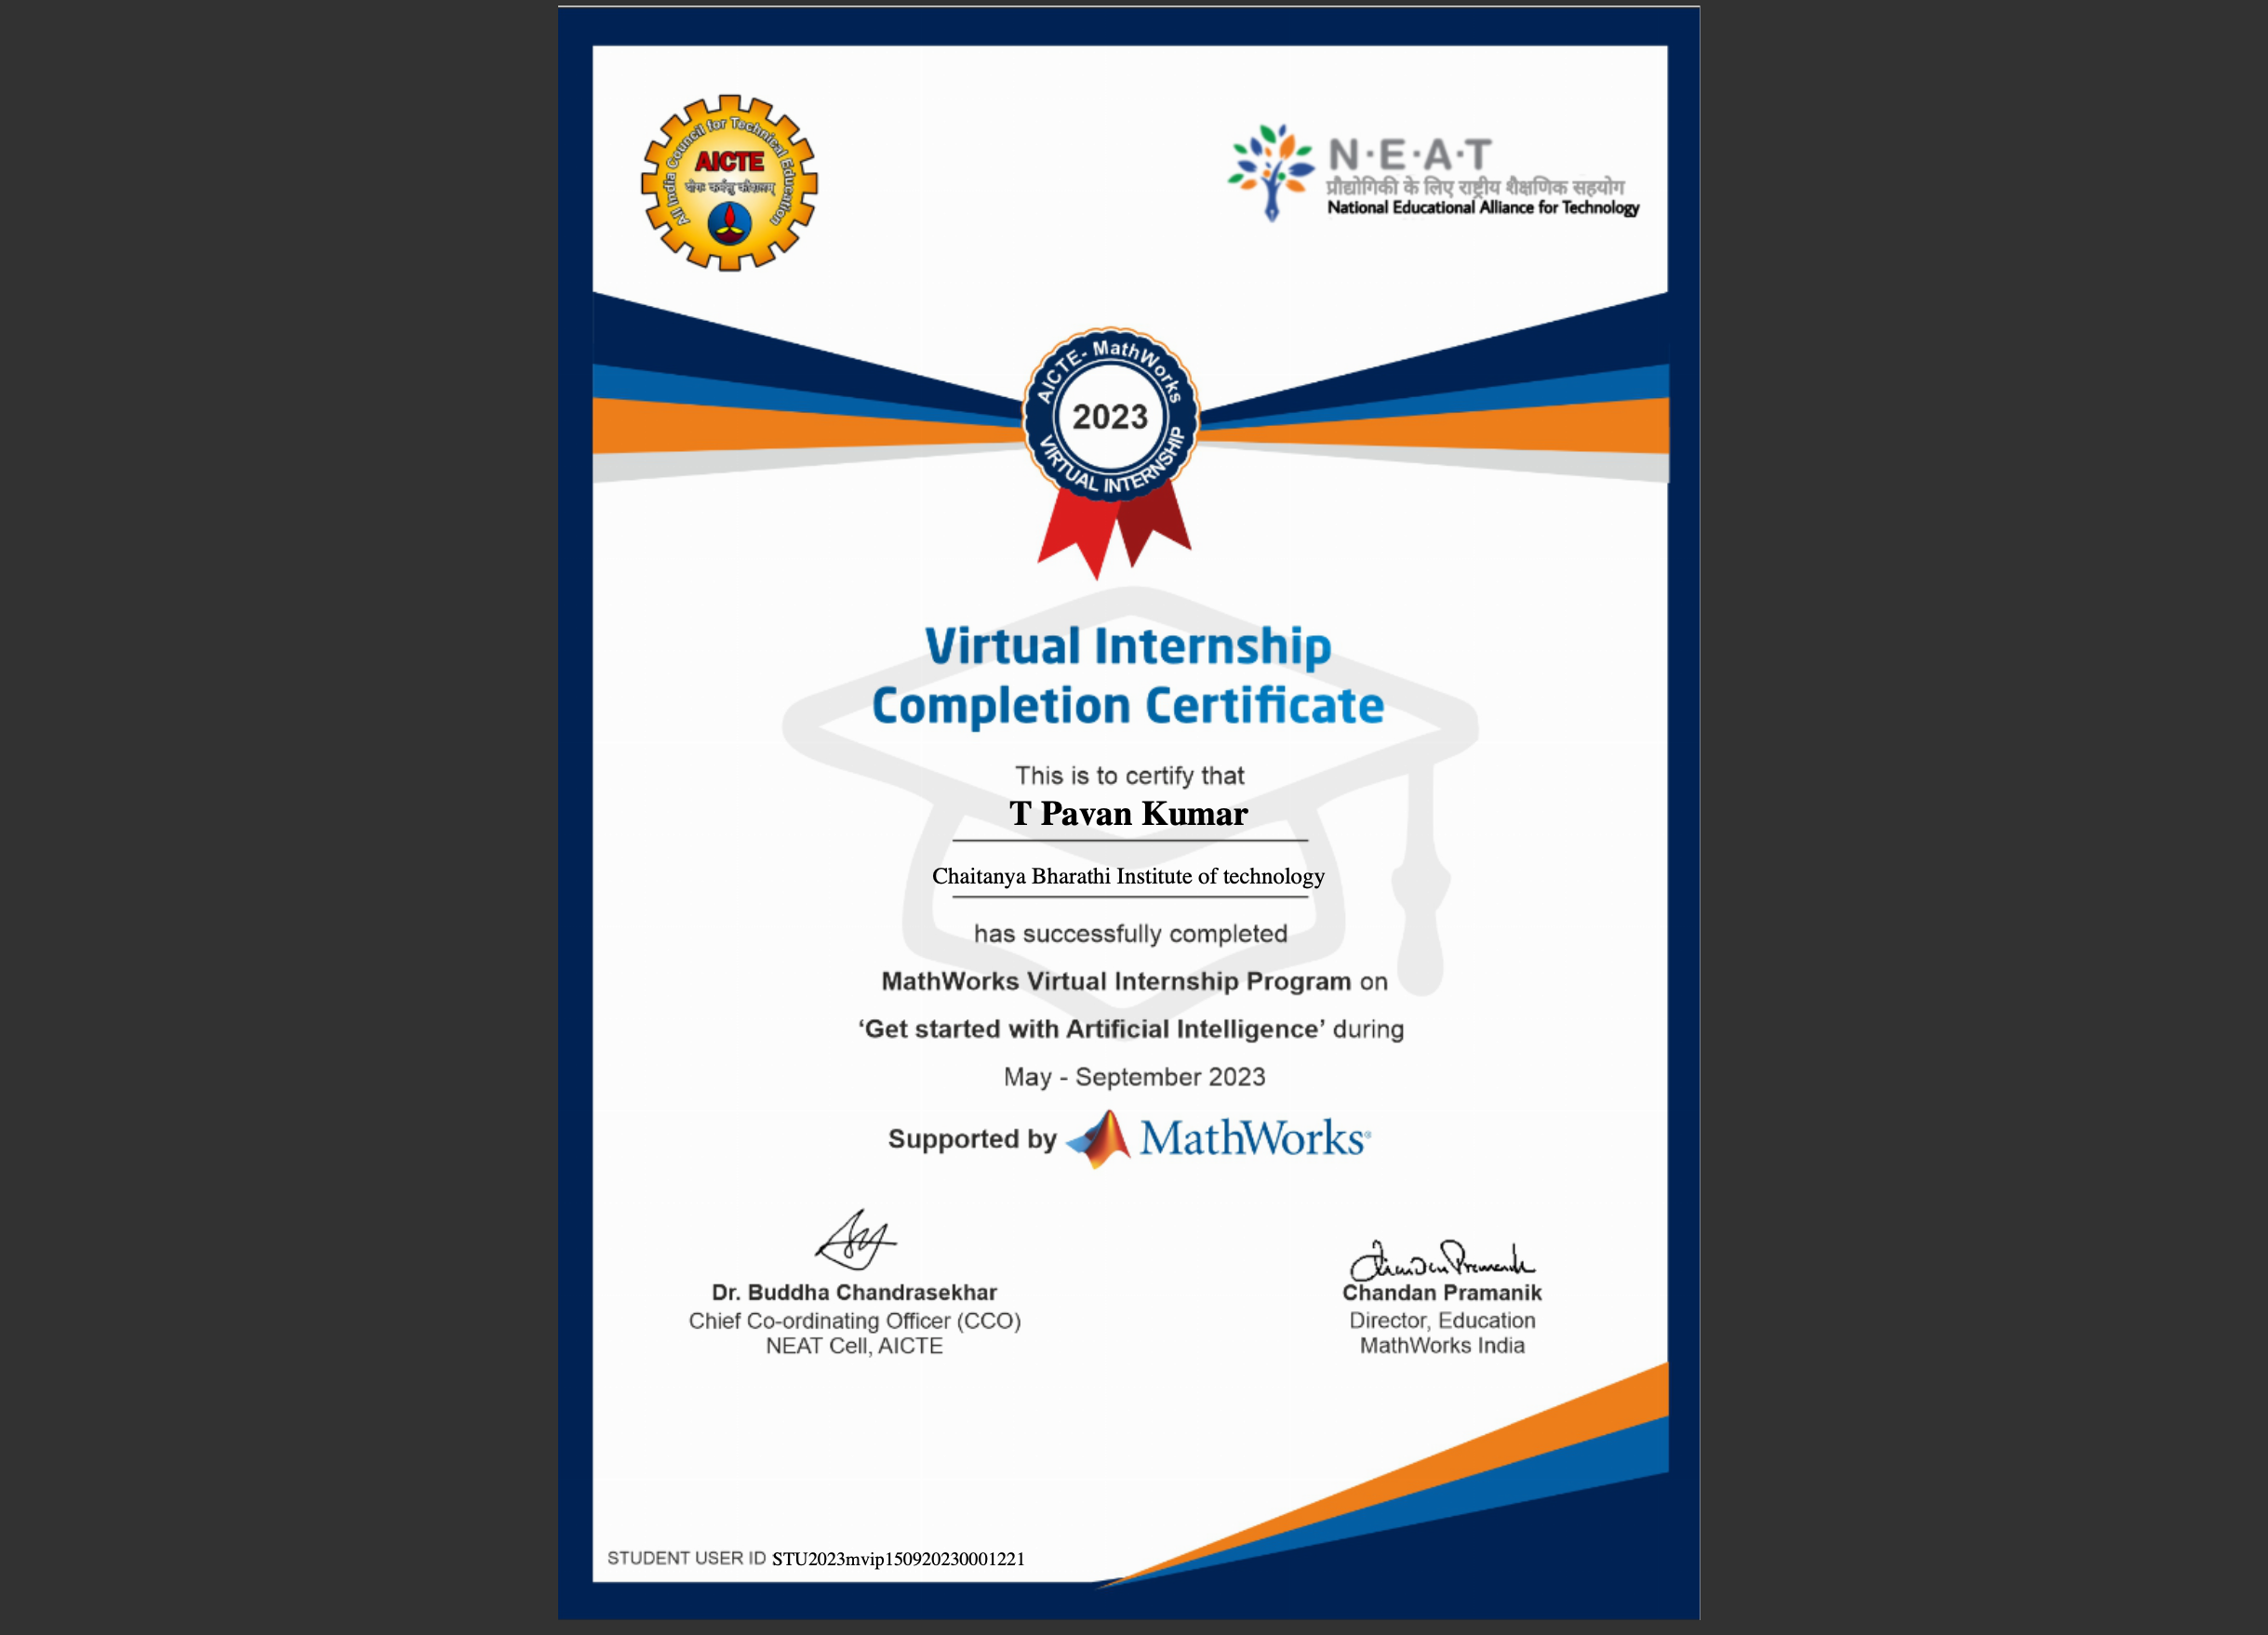 All India Council for Technical Education
AICTE
योगः कर्मसु कौशलम्
N·E·A·T
प्रौद्योगिकी के लिए राष्ट्रीय शैक्षणिक सहयोग
National Educational Alliance for Technology
AICTE- MathWorks
2023
VIRTUAL INTERNSHIP
Virtual Internship
Completion Certificate
This is to certify that
T Pavan Kumar
Chaitanya Bharathi Institute of technology
has successfully completed
MathWorks Virtual Internship Program on
‘Get started with Artificial Intelligence’ during
May - September 2023
Supported by MathWorks®
Chandan Pramanik
Dr. Buddha Chandrasekhar
Chief Co-ordinating Officer (CCO)
NEAT Cell, AICTE
Chandan Pramanik
Director, Education
MathWorks India
STUDENT USER ID STU2023mvip150920230001221